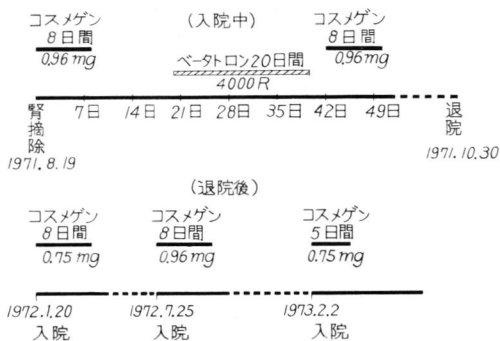 (入院中)
コスメゲン コスメゲン
8日間 8日間
0.96mg 0.96mg
ベータトロン20日間
4000R
7日 14日 21日 28日 35日 42日 49日
腎摘除 退院
1971.8.19 1971.10.30
(退院後)
コスメゲン コスメゲン コスメゲン
8日間 8日間 5日間
0.75mg 0.96mg 0.75mg
1972.1.20 1972.7.25 1973.2.2
入院 入院 入院